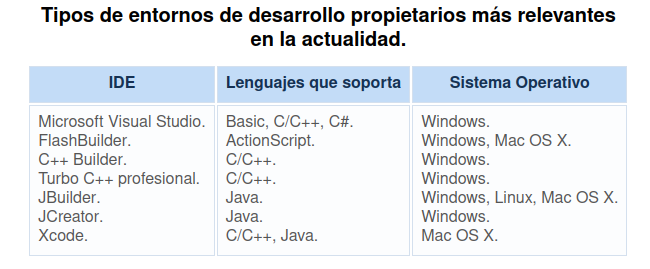 Tipos de entornos de desarrollo propietarios más relevantes
en la actualidad.
IDE Lenguajes que soporta Sistema Operativo
Microsoft Visual Studio. Basic, C/C++, C#. Windows.
FlashBuilder. ActionScript. Windows, Mac OS X.
C++ Builder. C/C++. Windows.
Turbo C++ profesional. C/C++. Windows.
JBuilder. Java. Windows, Linux, Mac OS X.
JCreator. Java. Windows.
Xcode. C/C++, Java. Mac OS X.